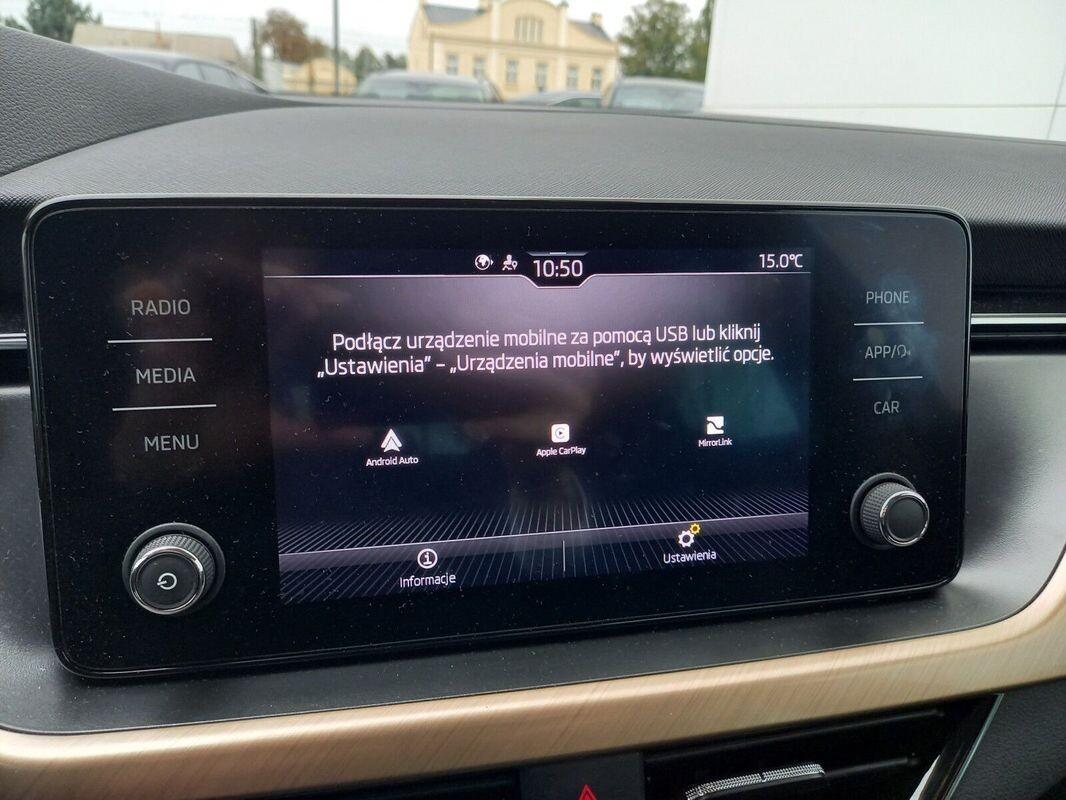 10:50
15.0°C
RADIO
MEDIA
MENU
Podłącz urządzenie mobilne za pomocą USB lub kliknij
„Ustawienia” – „Urządzenia mobilne”, by wyświetlić opcje.
Android Auto
Apple CarPlay
MirrorLink
Informacje
Ustawienia
PHONE
APP/
CAR